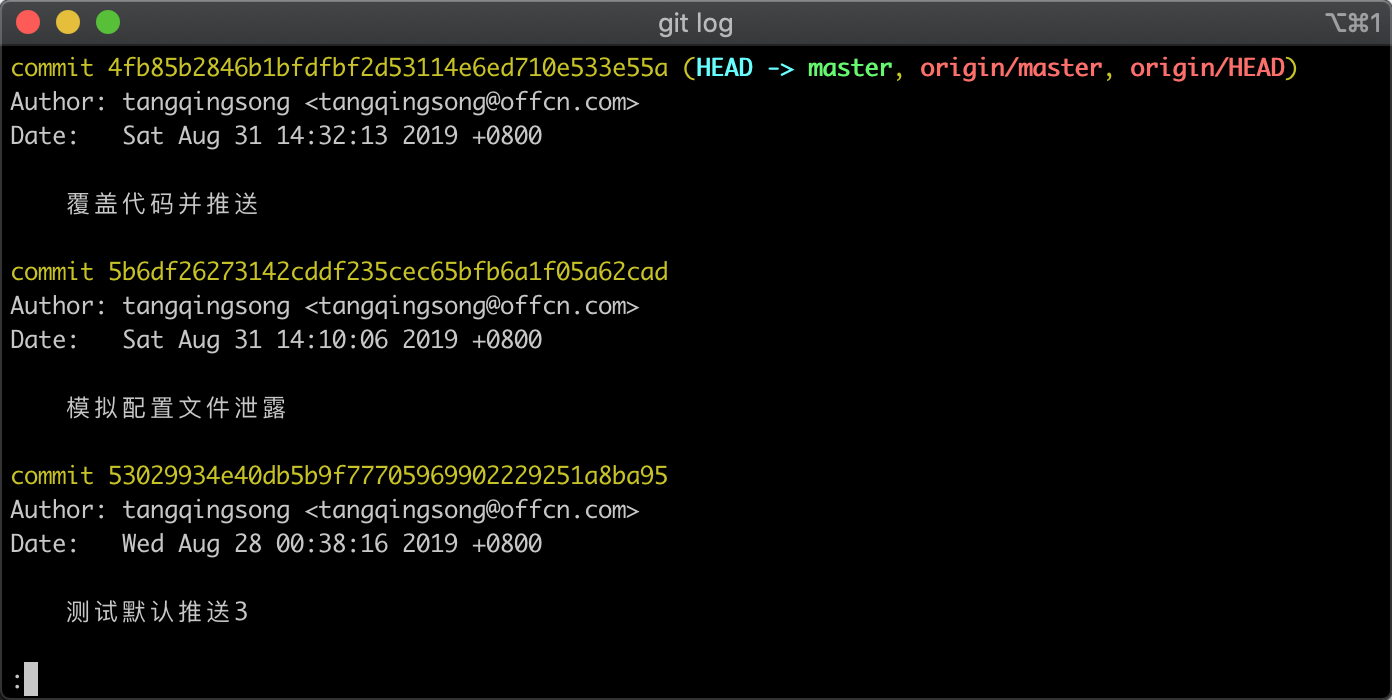 git log
⌥⌘1
commit 4fb85b2846b1bfdfbf2d53114e6ed710e533e55a (HEAD -> master, origin/master, origin/HEAD)
Author: tangqingsong <tangqingsong@offcn.com>
Date:   Sat Aug 31 14:32:13 2019 +0800
覆盖代码并推送
commit 5b6df26273142cddf235cec65bfb6a1f05a62cad
Author: tangqingsong <tangqingsong@offcn.com>
Date:   Sat Aug 31 14:10:06 2019 +0800
模拟配置文件泄露
commit 53029934e40db5b9f77705969902229251a8ba95
Author: tangqingsong <tangqingsong@offcn.com>
Date:   Wed Aug 28 00:38:16 2019 +0800
测试默认推送3
: